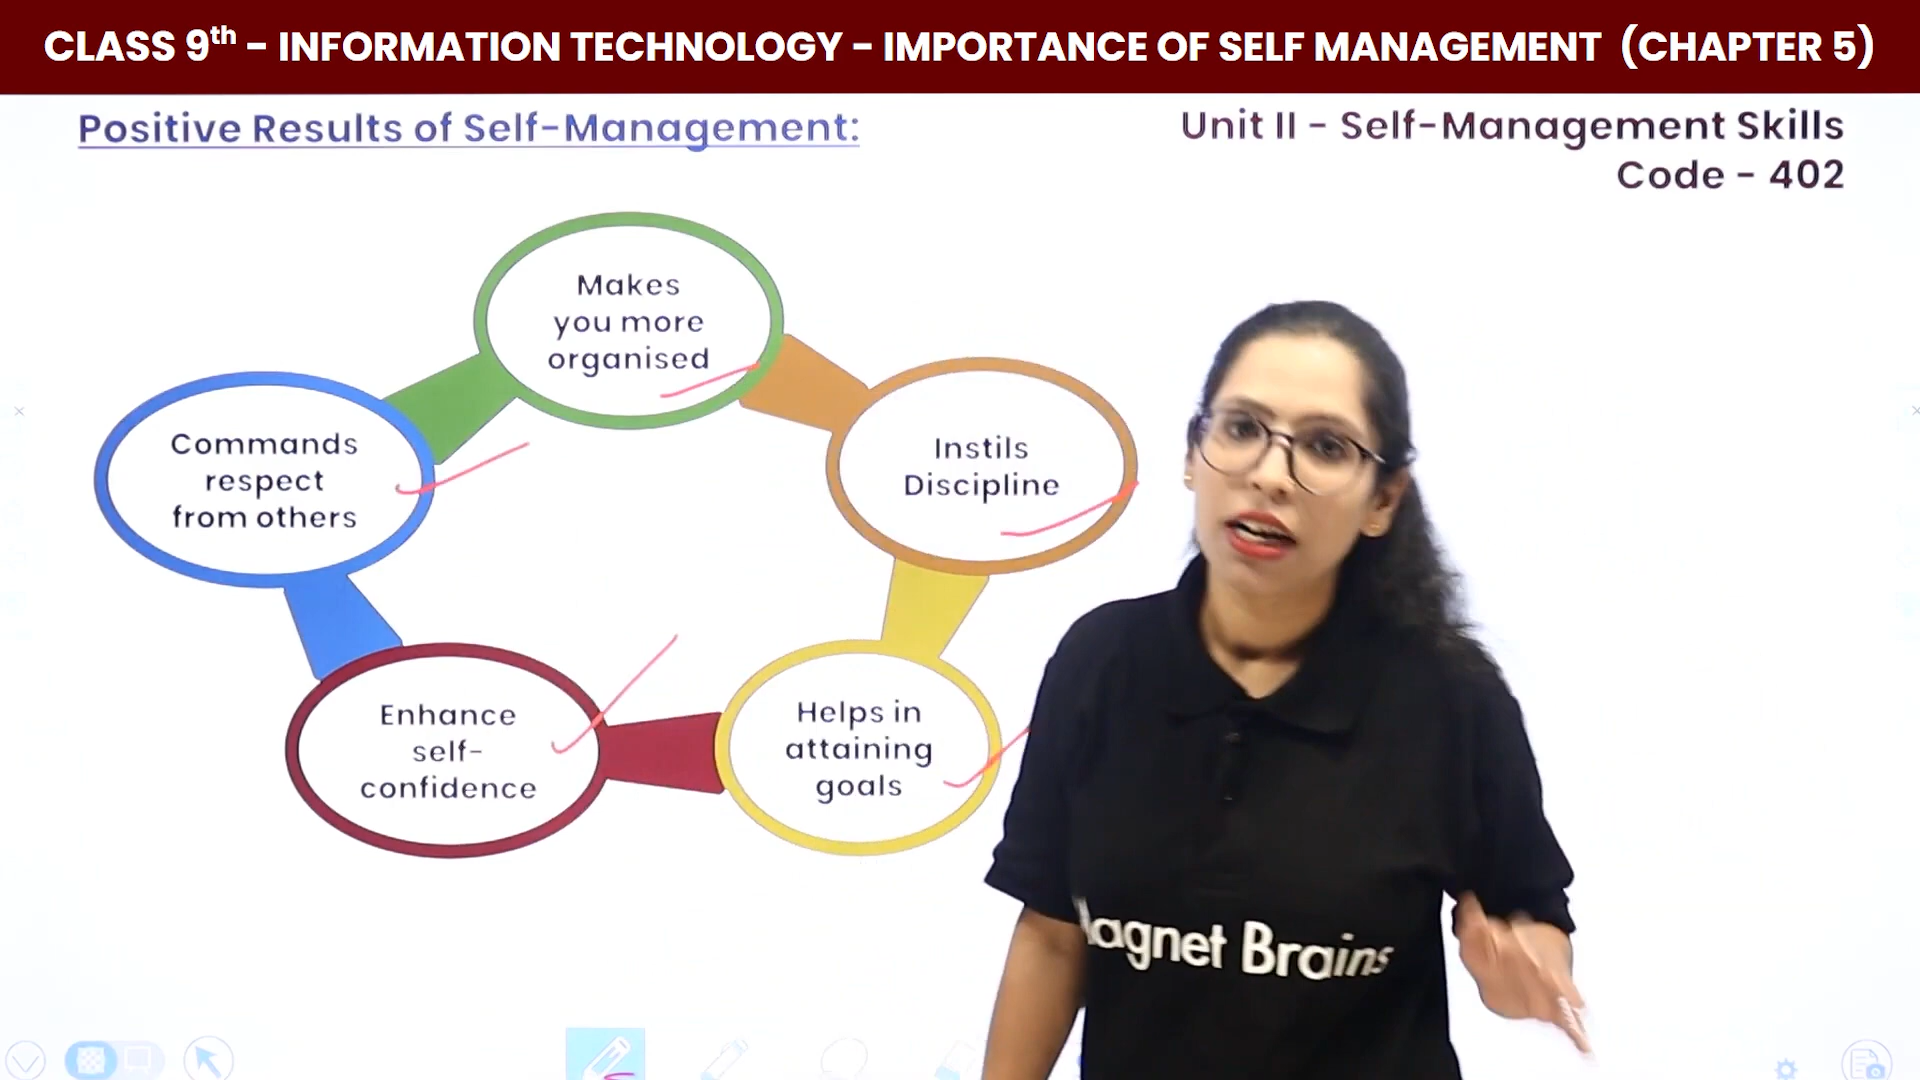 CLASS 9th – INFORMATION TECHNOLOGY – IMPORTANCE OF SELF MANAGEMENT (CHAPTER 5)
Positive Results of Self-Management:
Unit II - Self-Management Skills
Code - 402
Makes
you more
organised
Commands
respect
from others
Instils
Discipline
Enhance
self-
confidence
Helps in
attaining
goals
agnet Brains